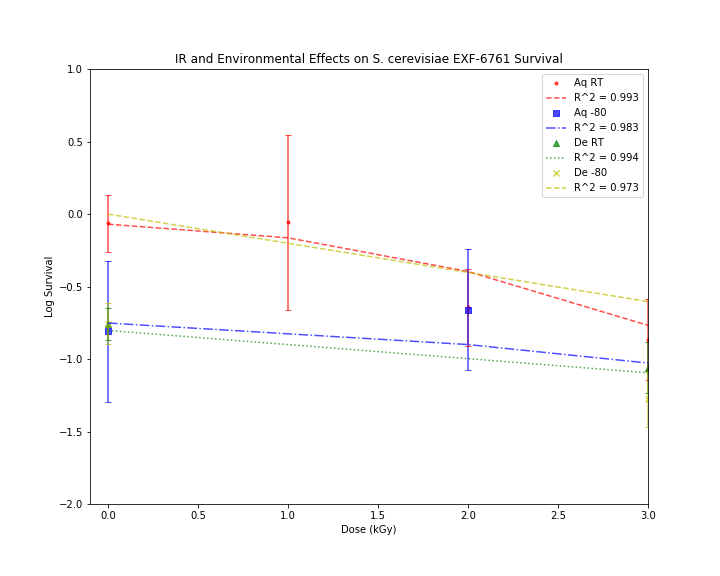 IR and Environmental Effects on S. cerevisiae EXF-6761 Survival
1.0
0.5
0.0
−0.5
−1.0
−1.5
−2.0
Log Survival
Aq RT
R^2 = 0.993
Aq -80
R^2 = 0.983
De RT
R^2 = 0.994
De -80
R^2 = 0.973
0.0 0.5 1.0 1.5 2.0 2.5 3.0
Dose (kGy)